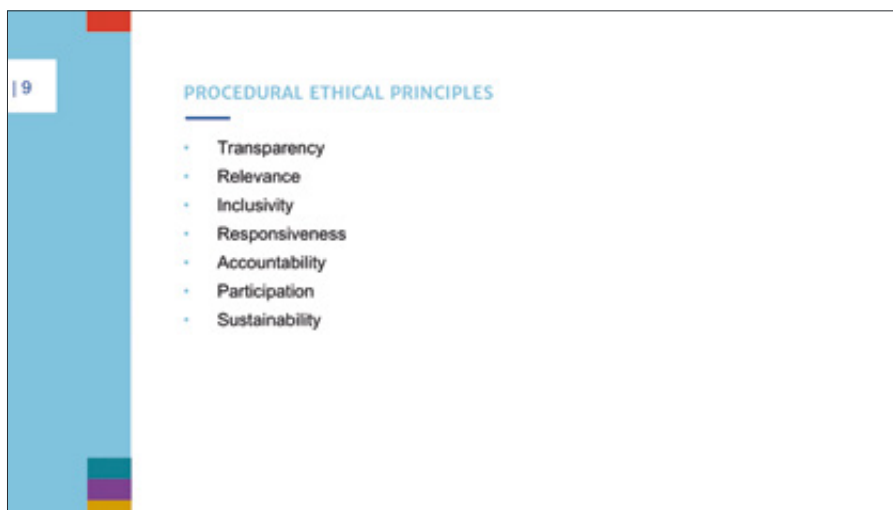 | 9
PROCEDURAL ETHICAL PRINCIPLES
• Transparency
• Relevance
• Inclusivity
• Responsiveness
• Accountability
• Participation
• Sustainability